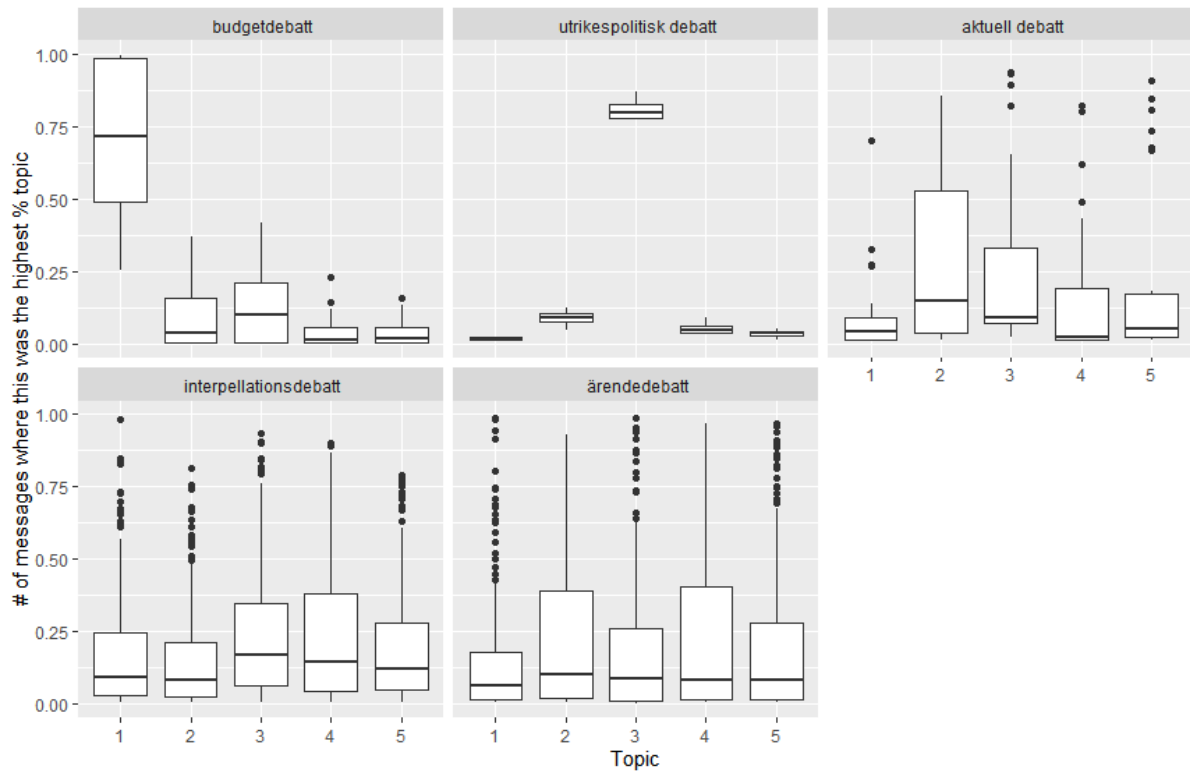 budgetdebatt utrikespolitisk debatt aktuell debatt
1.00
0.75
0.50
0.25
0.00
1 2 3 4 5
interpellationsdebatt ärendedebatt
1.00
0.75
0.50
0.25
0.00
1 2 3 4 5 1 2 3 4 5
Topic
# of messages where this was the highest % topic